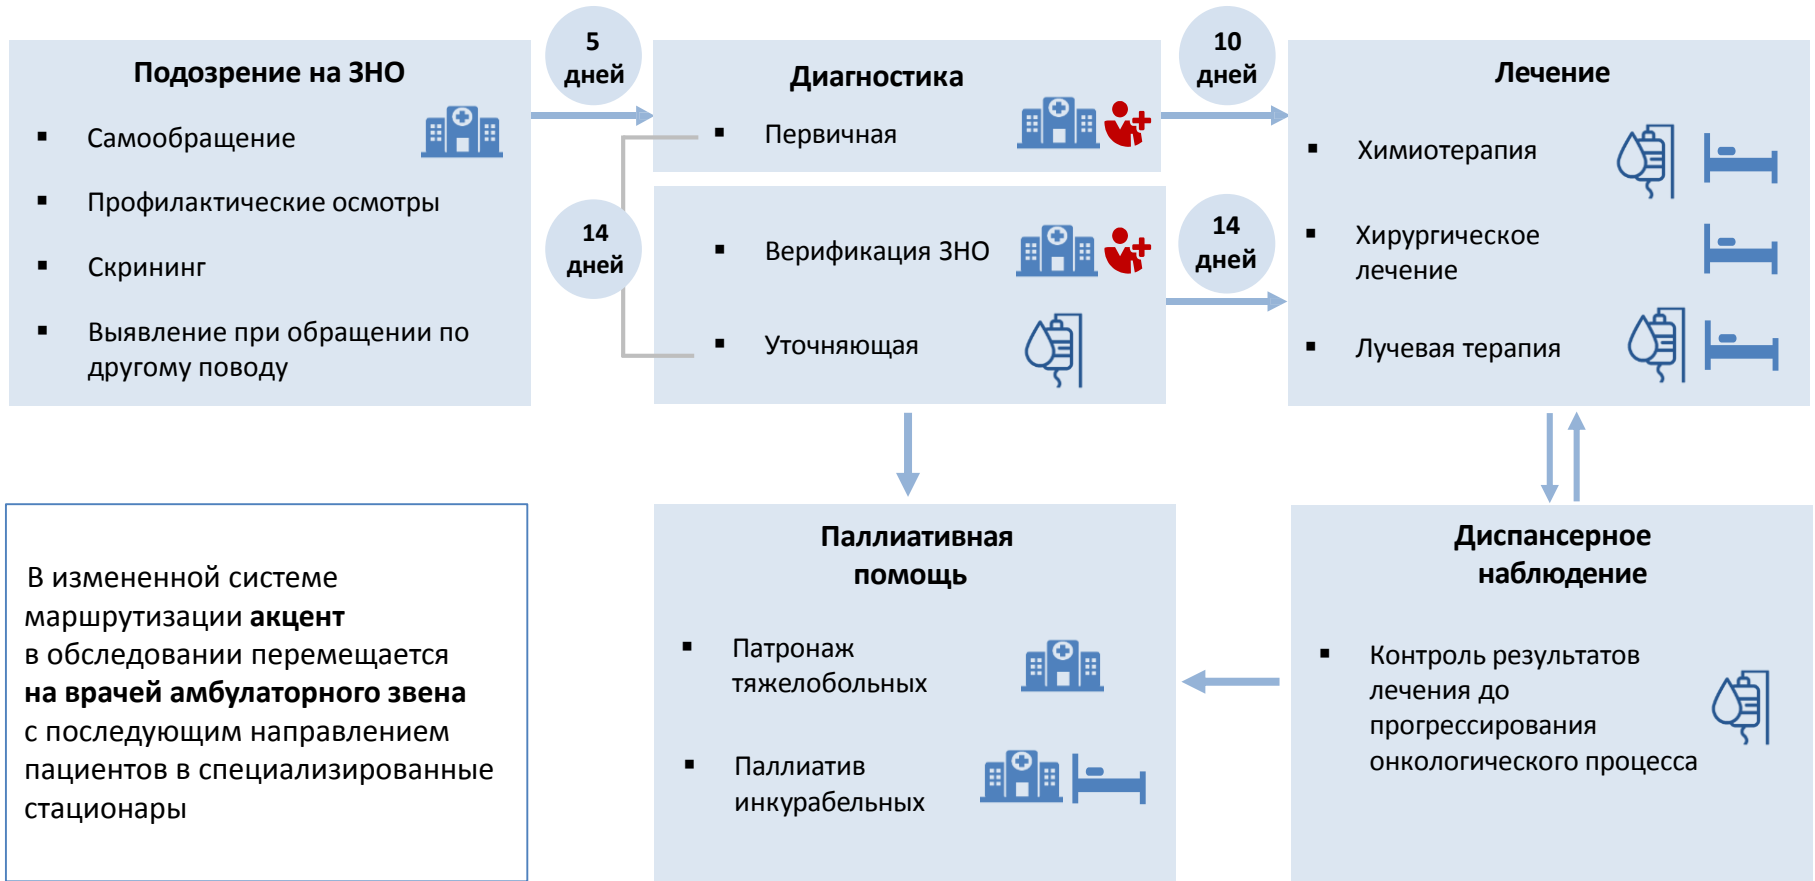 Подозрение на ЗНО
▪ Самообращение
▪ Профилактические осмотры
▪ Скрининг
▪ Выявление при обращении по
другому поводу
5
дней
14
дней
Диагностика
▪ Первичная
▪ Верификация ЗНО
▪ Уточняющая
10
дней
14
дней
Лечение
▪ Химиотерапия
▪ Хирургическое
лечение
▪ Лучевая терапия
В измененной системе
маршрутизации акцент
в обследовании перемещается
на врачей амбулаторного звена
с последующим направлением
пациентов в специализированные
стационары
Паллиативная
помощь
▪ Патронаж
тяжелобольных
▪ Паллиатив
инкурабельных
Диспансерное
наблюдение
▪ Контроль результатов
лечения до
прогрессирования
онкологического процесса